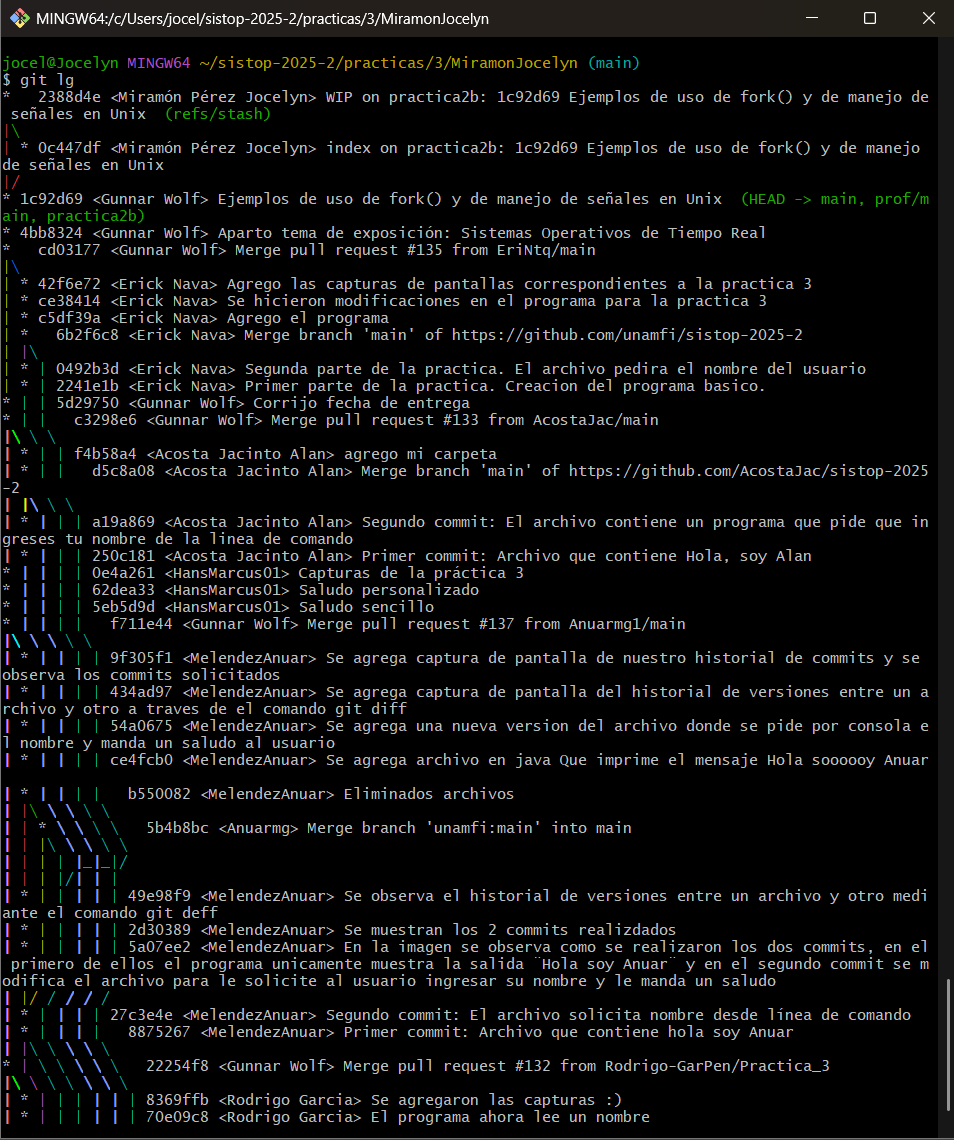 MINGW64:/c/Users/jocel/sistop-2025-2/practicas/3/MiramonJocelyn
jocel@Jocelyn MINGW64 ~/sistop-2025-2/practicas/3/MiramonJocelyn (main)
$ git lg
*   2388d4e <Miramón Pérez Jocelyn> WIP on practica2b: 1c92d69 Ejemplos de uso de fork() y de manejo de
 señales en Unix  (refs/stash)
|\
| * 0c447df <Miramón Pérez Jocelyn> index on practica2b: 1c92d69 Ejemplos de uso de fork() y de manejo
de señales en Unix
|/
* 1c92d69 <Gunnar Wolf> Ejemplos de uso de fork() y de manejo de señales en Unix  (HEAD -> main, prof/m
ain, practica2b)
* 4bb8324 <Gunnar Wolf> Aparto tema de exposición: Sistemas Operativos de Tiempo Real
*   cd03177 <Gunnar Wolf> Merge pull request #135 from EriNtq/main
|\
| * 42f6e72 <Erick Nava> Agrego las capturas de pantallas correspondientes a la practica 3
| * ce38414 <Erick Nava> Se hicieron modificaciones en el programa para la practica 3
| * c5df39a <Erick Nava> Agrego el programa
| *   6b2f6c8 <Erick Nava> Merge branch 'main' of https://github.com/unamfi/sistop-2025-2
| |\
| * | 0492b3d <Erick Nava> Segunda parte de la practica. El archivo pedira el nombre del usuario
| * | 2241e1b <Erick Nava> Primer parte de la practica. Creacion del programa basico.
* | | 5d29750 <Gunnar Wolf> Corrijo fecha de entrega
* | |   c3298e6 <Gunnar Wolf> Merge pull request #133 from AcostaJac/main
|\ \ \
| * | | f4b58a4 <Acosta Jacinto Alan> agrego mi carpeta
| * | |   d5c8a08 <Acosta Jacinto Alan> Merge branch 'main' of https://github.com/AcostaJac/sistop-2025
-2
| |\ \ \
| * | | | a19a869 <Acosta Jacinto Alan> Segundo commit: El archivo contiene un programa que pide que in
greses tu nombre de la linea de comando
| * | | | 250c181 <Acosta Jacinto Alan> Primer commit: Archivo que contiene Hola, soy Alan
* | | | | 0e4a261 <HansMarcus01> Capturas de la práctica 3
* | | | | 62dea33 <HansMarcus01> Saludo personalizado
* | | | | 5eb5d9d <HansMarcus01> Saludo sencillo
* | | | |   f711e44 <Gunnar Wolf> Merge pull request #137 from Anuarmg1/main
|\ \ \ \ \
| * | | | | 9f305f1 <MelendezAnuar> Se agrega captura de pantalla de nuestro historial de commits y se
observa los commits solicitados
| * | | | | 434ad97 <MelendezAnuar> Se agrega captura de pantalla del historial de versiones entre un a
rchivo y otro a traves de el comando git diff
| * | | | | 54a0675 <MelendezAnuar> Se agrega una nueva version del archivo donde se pide por consola e
l nombre y manda un saludo al usuario
| * | | | | ce4fcb0 <MelendezAnuar> Se agrega archivo en java Que imprime el mensaje Hola soooooy Anuar
| * | | | |   b550082 <MelendezAnuar> Eliminados archivos
| |\ \ \ \ \
| | * \ \ \ \   5b4b8bc <Anuarmg> Merge branch 'unamfi:main' into main
| | |\ \ \ \ \
| | | | |_|_|/
| | | |/| | |
| * | | | | | 49e98f9 <MelendezAnuar> Se observa el historial de versiones entre un archivo y otro medi
ante el comando git deff
| * | | | | | 2d30389 <MelendezAnuar> Se muestran los 2 commits realizdados
| * | | | | | 5a07ee2 <MelendezAnuar> En la imagen se observa como se realizaron los dos commits, en el
 primero de ellos el programa unicamente muestra la salida ¨Hola soy Anuar¨ y en el segundo commit se m
odifica el archivo para le solicite al usuario ingresar su nombre y le manda un saludo
| |/ / / / /
| * | | | | 27c3e4e <MelendezAnuar> Segundo commit: El archivo solicita nombre desde línea de comando
| * | | | |   8875267 <MelendezAnuar> Primer commit: Archivo que contiene hola soy Anuar
| |\ \ \ \ \
* | \ \ \ \ \   22254f8 <Gunnar Wolf> Merge pull request #132 from Rodrigo-GarPen/Practica_3
|\ \ \ \ \ \ \
| * | | | | | | 8369ffb <Rodrigo Garcia> Se agregaron las capturas :)
| * | | | | | | 70e09c8 <Rodrigo Garcia> El programa ahora lee un nombre